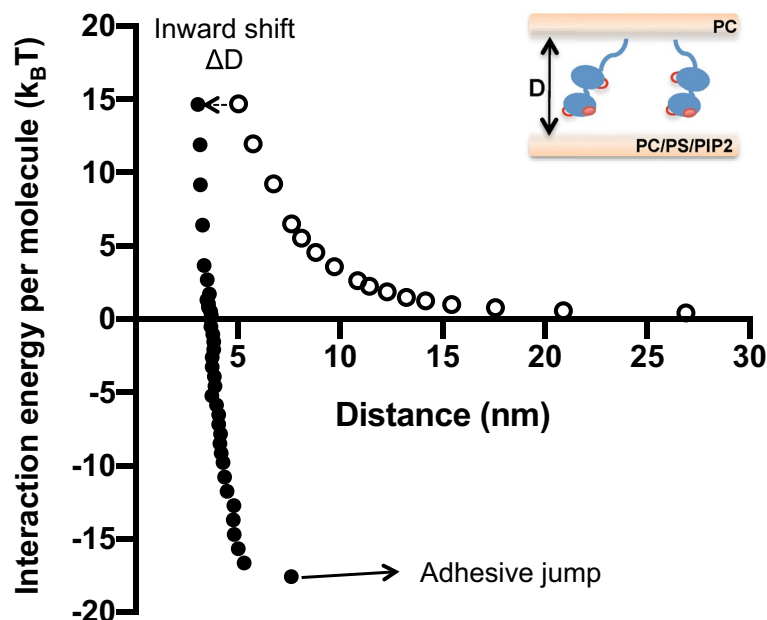 Interaction energy per molecule (kBT)
20
15
10
5
0
-5
-10
-15
-20
Inward shift
ΔD
PC
D
PC/PS/PIP2
5
10
15
20
25
30
Distance (nm)
Adhesive jump